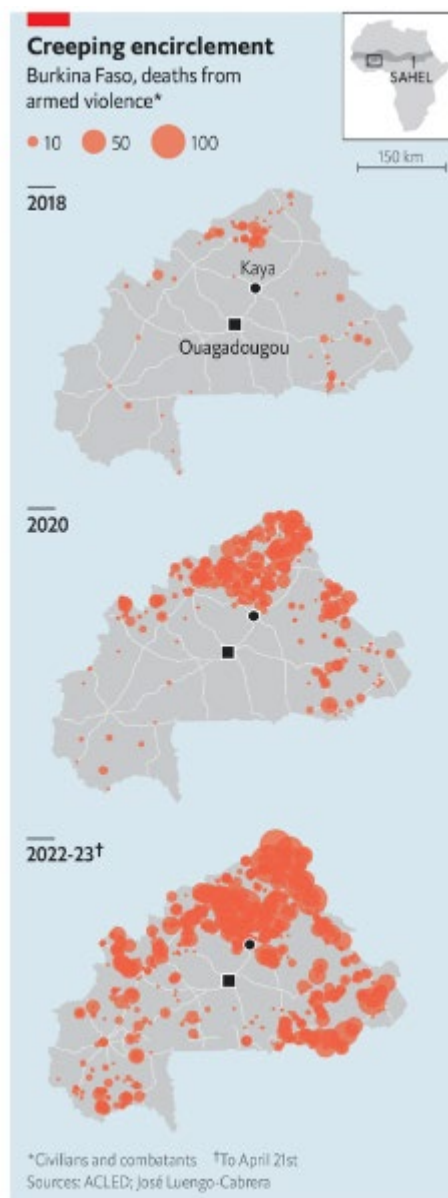 Creeping encirclement
Burkina Faso, deaths from
armed violence*
10 50 100
SAHEL
150 km
2018
Kaya
Ouagadougou
2020
2022-23†
*Civilians and combatants †To April 21st
Sources: ACLED; José Luengo-Cabrera